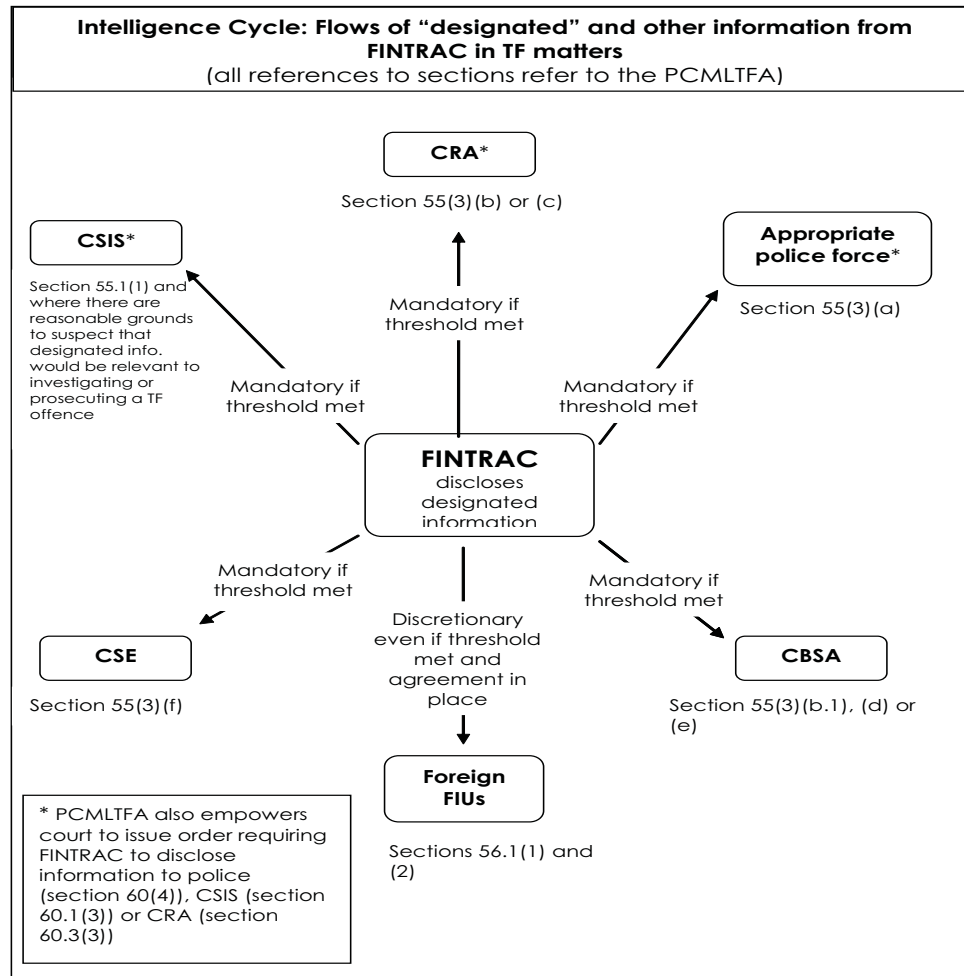 Intelligence Cycle: Flows of “designated” and other information from
FINTRAC in TF matters
(all references to sections refer to the PCMLTFA)
CRA*
Section 55(3)(b) or (c)
CSIS*
Section 55.1(1) and
where there are
reasonable grounds
to suspect that
designated info.
would be relevant to
investigating or
prosecuting a TF
offence
Appropriate
police force*
Section 55(3)(a)
Mandatory if
threshold met
Mandatory if
threshold met
Mandatory if
threshold met
FINTRAC
discloses
designated
information
Mandatory if
threshold met
Discretionary
even if threshold
met and
agreement in
place
Mandatory if
threshold met
CSE
Section 55(3)(f)
CBSA
Section 55(3)(b.1), (d) or
(e)
Foreign
FIUs
Sections 56.1(1) and
(2)
* PCMLTFA also empowers
court to issue order requiring
FINTRAC to disclose
information to police
(section 60(4)), CSIS (section
60.1(3)) or CRA (section
60.3(3))